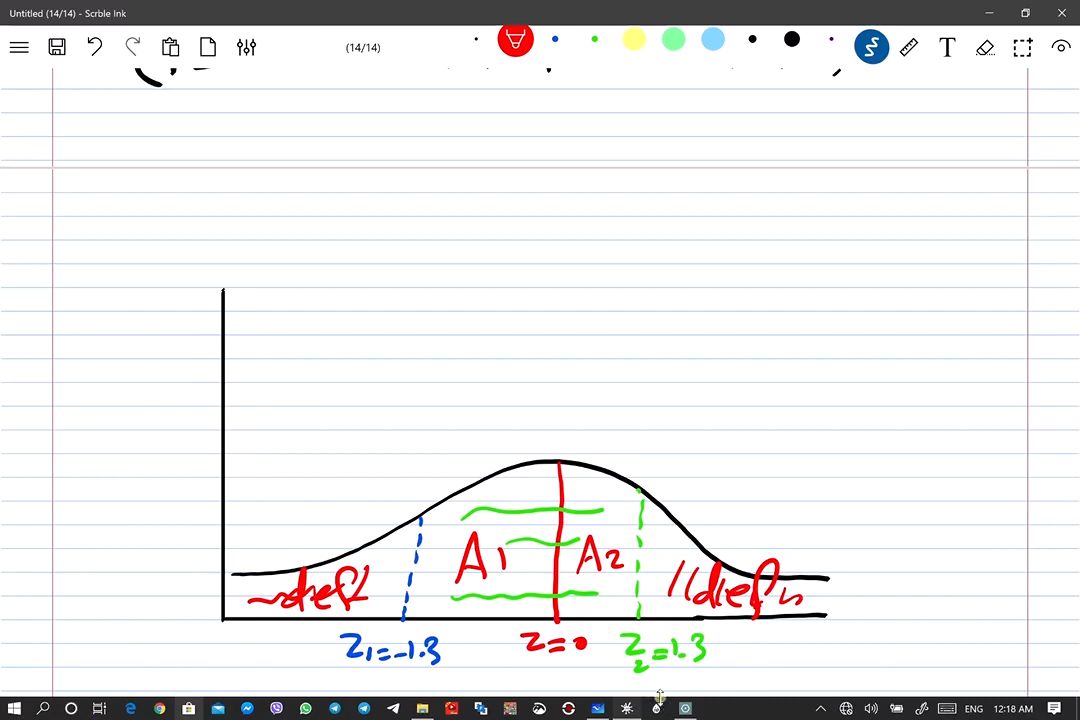 Untitled (14/14) - Scrble Ink
(14/14)
T
A1
A2
Z1=-1.3
Z=0
Z2=1.3
ENG
12:18 AM